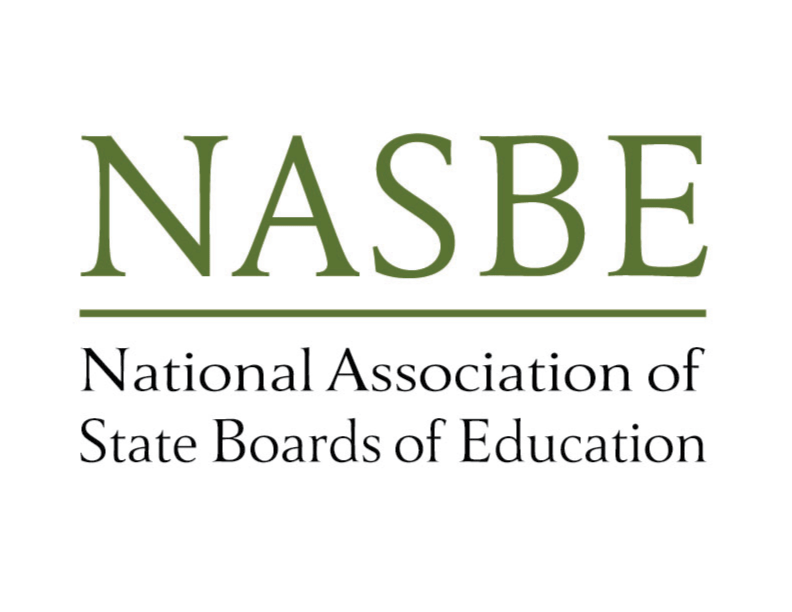 NASBE
National Association of
State Boards of Education